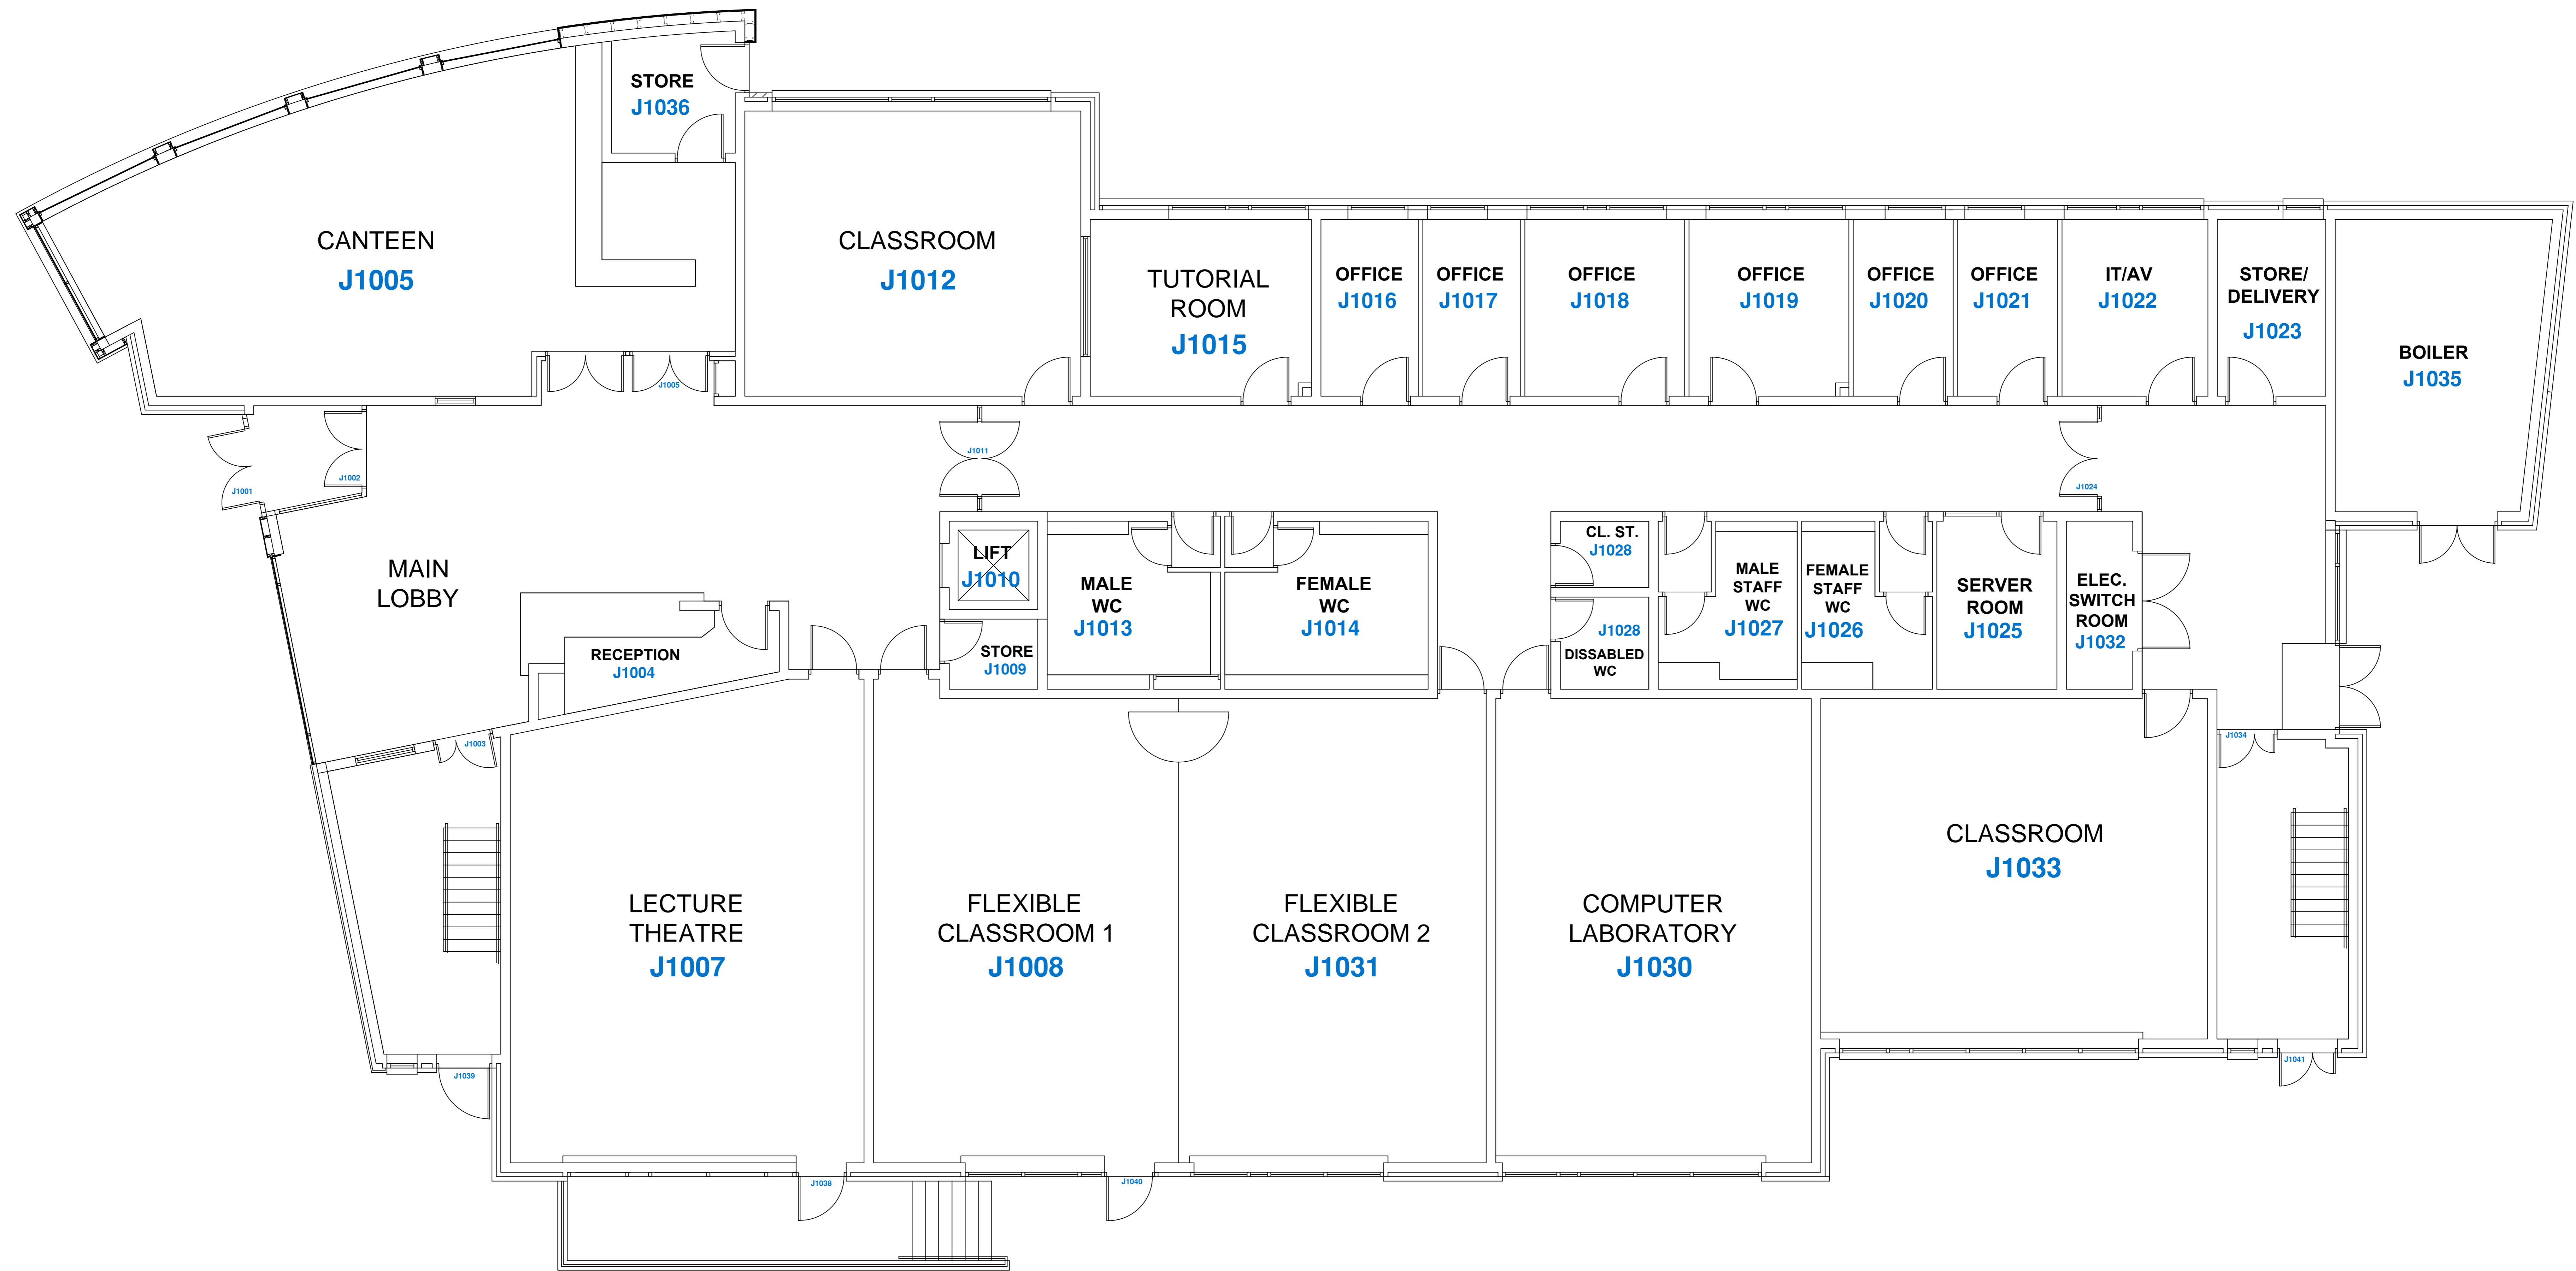 STORE
J1036
CANTEEN
J1005
J1005
CLASSROOM
J1012
TUTORIAL
ROOM
J1015
OFFICE
J1016
OFFICE
J1017
OFFICE
J1018
OFFICE
J1019
OFFICE
J1020
OFFICE
J1021
IT/AV
J1022
STORE/
DELIVERY
J1023
BOILER
J1035
J1001
J1002
J1011
J1024
MAIN
LOBBY
RECEPTION
J1004
LIFT
J1010
STORE
J1009
MALE
WC
J1013
FEMALE
WC
J1014
CL. ST.
J1028
J1028
DISSABLED
WC
MALE
STAFF
WC
J1027
FEMALE
STAFF
WC
J1026
SERVER
ROOM
J1025
ELEC.
SWITCH
ROOM
J1032
J1003
J1034
LECTURE
THEATRE
J1007
FLEXIBLE
CLASSROOM 1
J1008
FLEXIBLE
CLASSROOM 2
J1031
COMPUTER
LABORATORY
J1030
CLASSROOM
J1033
J1039
J1041
J1038
J1040